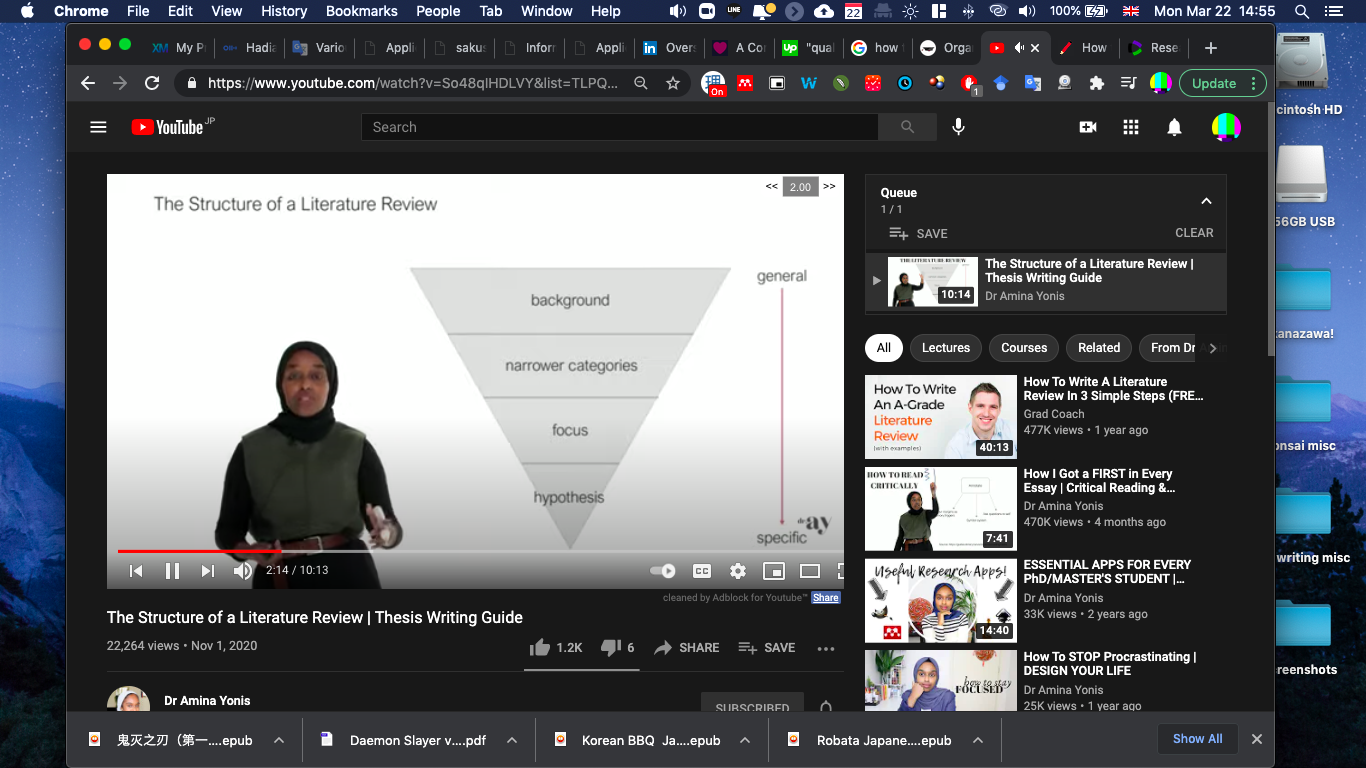 Chrome File Edit View History Bookmarks People Tab Window Help LINE 22 100% Mon Mar 22 14:55
XM My P Hadia Vario Appli sakus Inforr Applie in Overs A Cor up "qual how Orga How Rese
https://www.youtube.com/watch?v=So48qlHDLVY&list=TLPQ... On 1 Update
YouTube JP
Search
The Structure of a Literature Review
<< 2.00 >>
background
narrower categories
focus
hypothesis
general
specific
dr ay
2:14 / 10:13
CC
cleaned by Adblock for Youtube™ Share
The Structure of a Literature Review | Thesis Writing Guide
22,264 views • Nov 1, 2020
1.2K 6 SHARE SAVE
Dr Amina Yonis
SUBSCRIBED
Queue
1 / 1
SAVE CLEAR
THE LITERATURE REVIEW
10:14
The Structure of a Literature Review |
Thesis Writing Guide
Dr Amina Yonis
All Lectures Courses Related From Dr
How To Write
An A-Grade
Literature
Review
(with examples)
40:13
How To Write A Literature
Review In 3 Simple Steps (FRE...
Grad Coach
477K views • 1 year ago
HOW TO READ
CRITICALLY
7:41
How I Got a FIRST in Every
Essay | Critical Reading &...
Dr Amina Yonis
470K views • 4 months ago
Useful Research Apps!
14:40
ESSENTIAL APPS FOR EVERY
PhD/MASTER'S STUDENT |...
Dr Amina Yonis
33K views • 2 years ago
how to stay
FOCUSED
How To STOP Procrastinating |
DESIGN YOUR LIFE
Dr Amina Yonis
25K views • 1 year ago
cintosh HD
56GB USB
anazawa!
onsai misc
writing misc
reenshots
鬼灭之刃（第一....epub
Daemon Slayer v....pdf
Korean BBQ Ja....epub
Robata Japane....epub
Show All